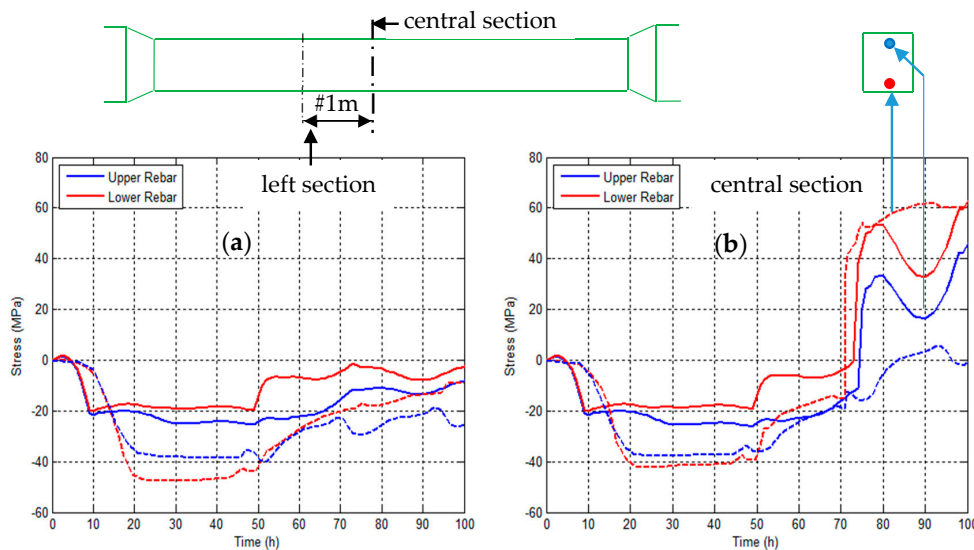 central section
#1m
left section
central section
Stress (MPa)
80
60
40
20
0
-20
-40
-60
Upper Rebar
Lower Rebar
(a)
0 10 20 30 40 50 60 70 80 90 100
Time (h)
Stress (MPa)
80
60
40
20
0
-20
-40
-60
Upper Rebar
Lower Rebar
(b)
0 10 20 30 40 50 60 70 80 90 100
Time (h)